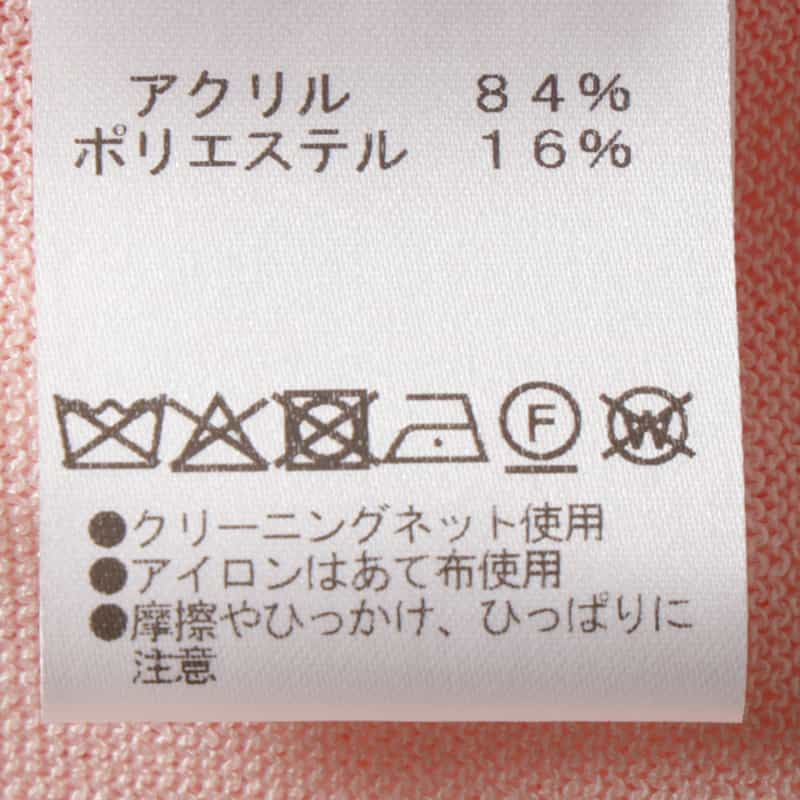 アクリル　８４％
ポリエステル　１６％
F W
●クリーニングネット使用
●アイロンはあて布使用
●摩擦やひっかけ、ひっぱりに
注意